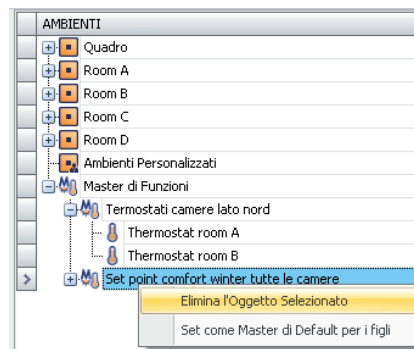 AMBIENTI
Quadro
Room A
Room B
Room C
Room D
Ambienti Personalizzati
Master di Funzioni
Termostati camere lato nord
Thermostat room A
Thermostat room B
Set point comfort winter tutte le camere
Elimina l'Oggetto Selezionato
Set come Master di Default per i figli